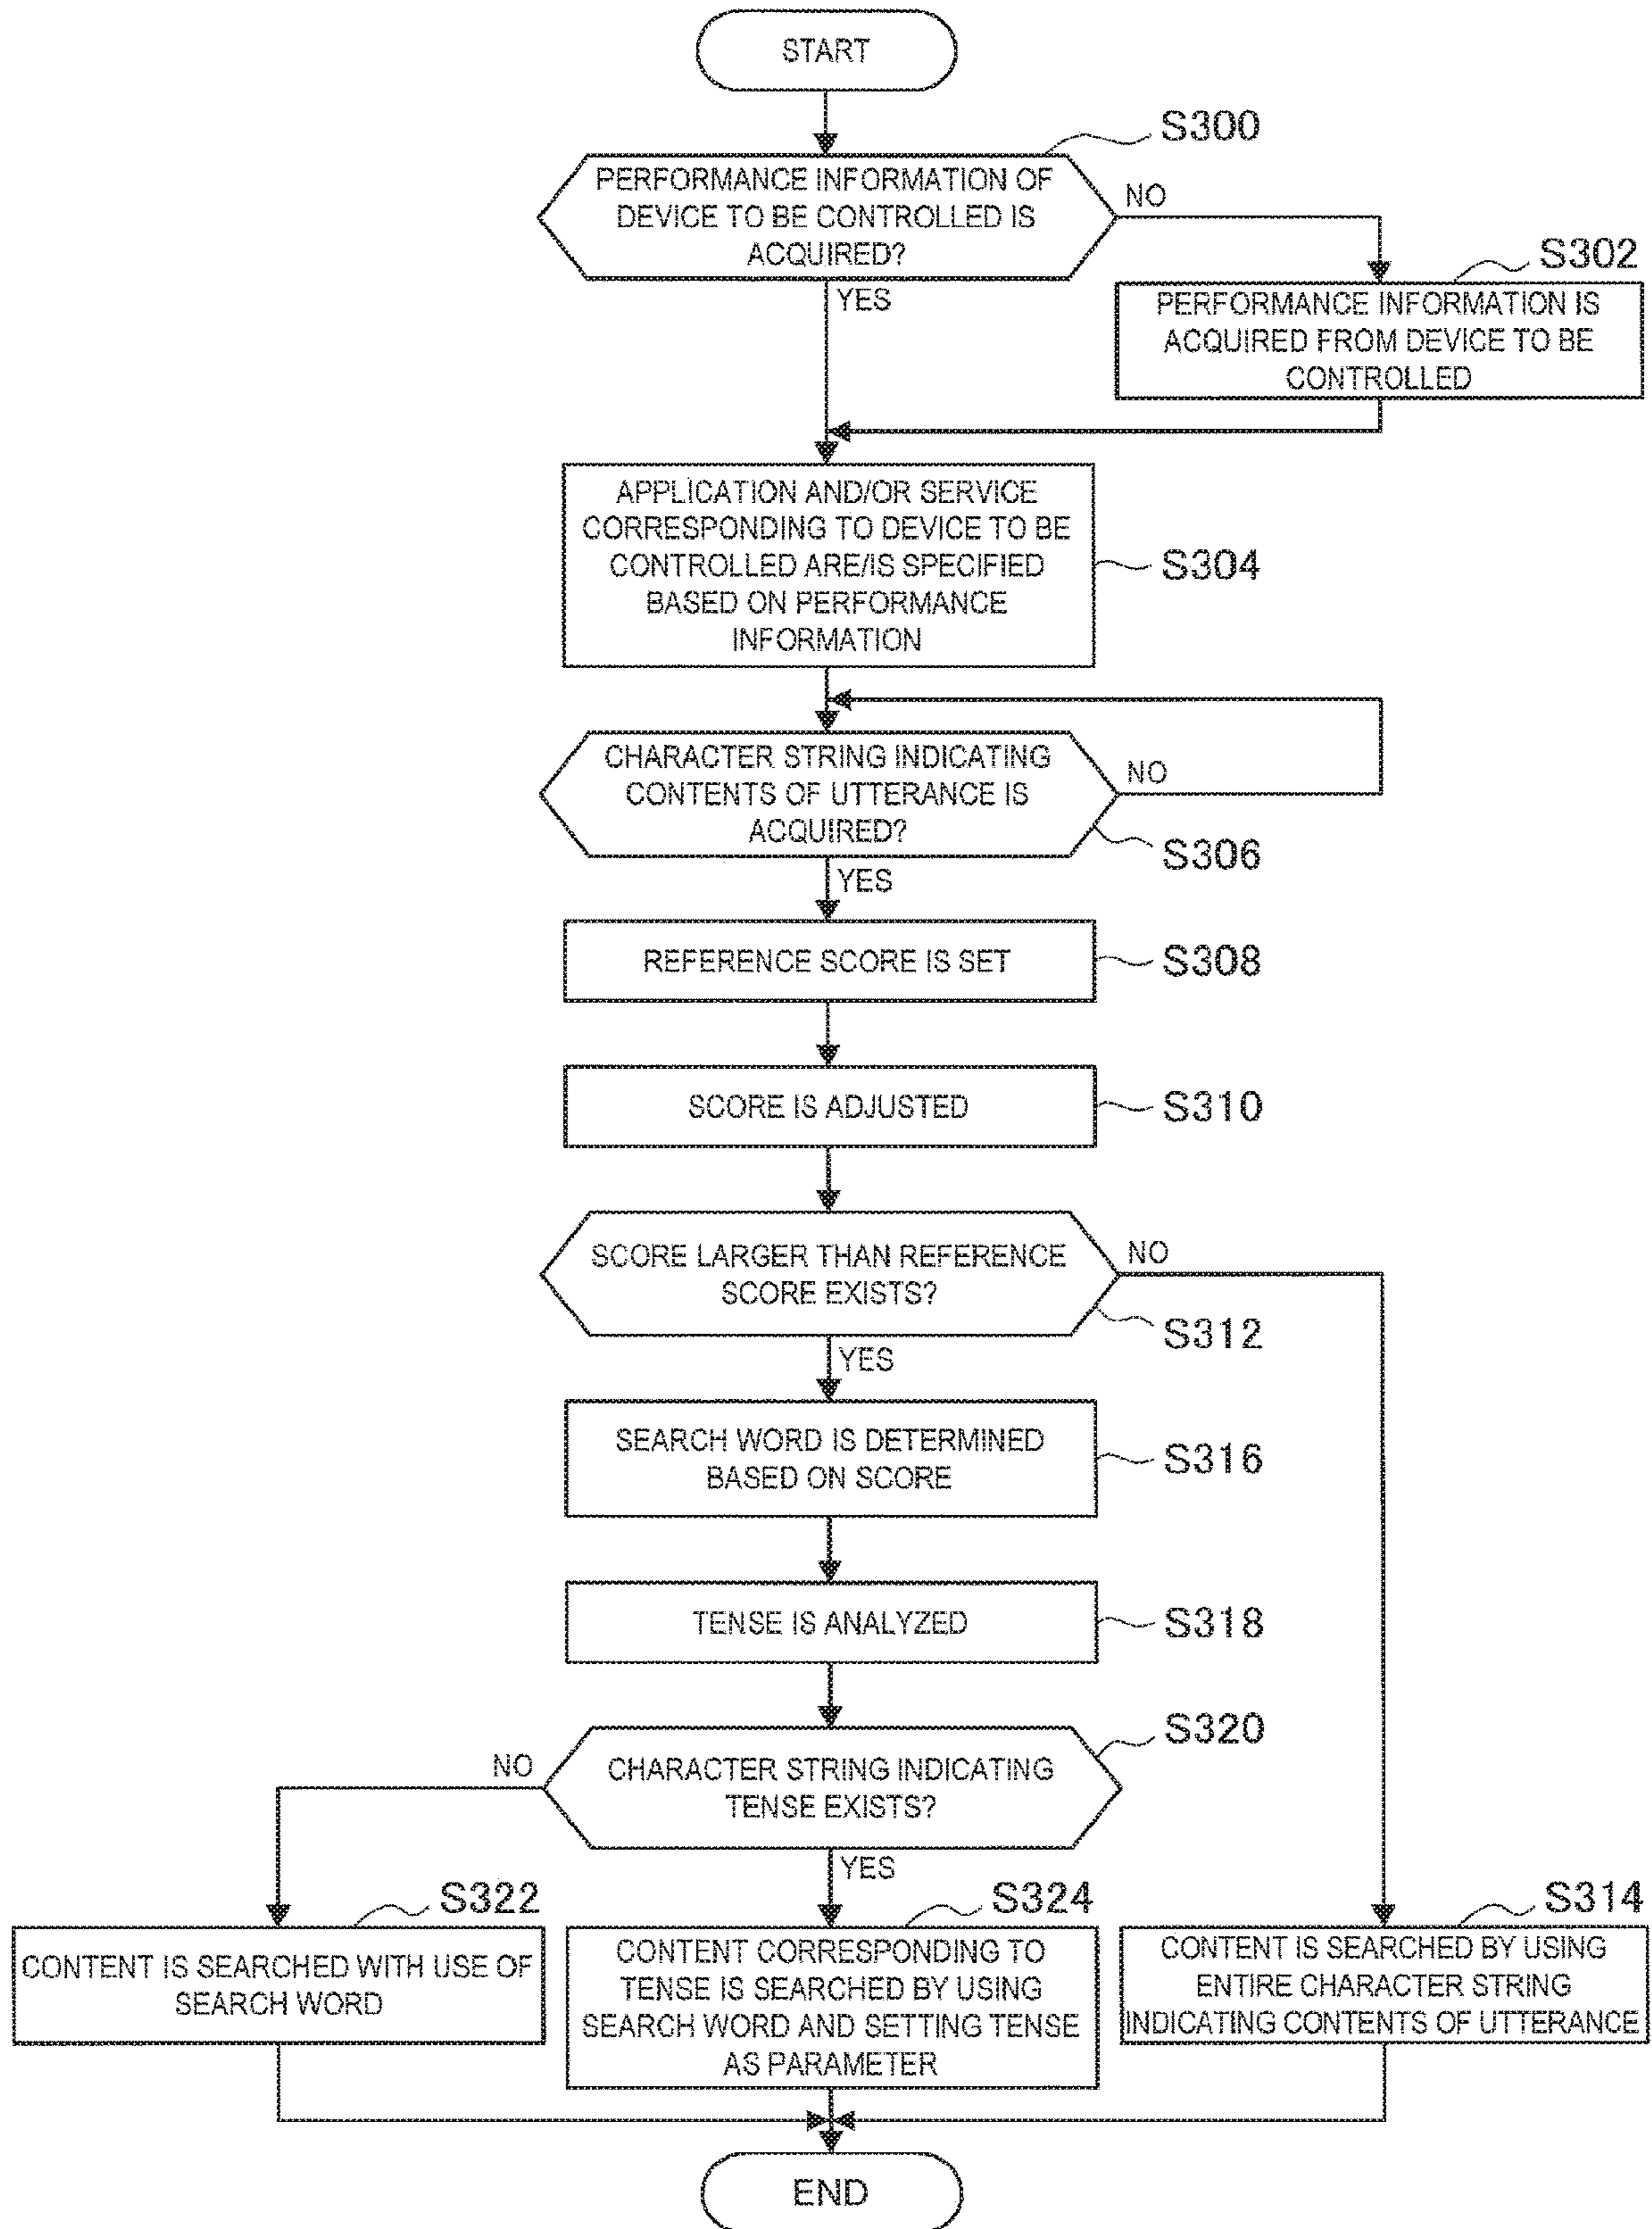 START
S300
PERFORMANCE INFORMATION OF
DEVICE TO BE CONTROLLED IS
ACQUIRED?
NO
YES
S302
PERFORMANCE INFORMATION IS
ACQUIRED FROM DEVICE TO BE
CONTROLLED
APPLICATION AND/OR SERVICE
CORRESPONDING TO DEVICE TO BE
CONTROLLED ARE/IS SPECIFIED
BASED ON PERFORMANCE
INFORMATION
S304
CHARACTER STRING INDICATING
CONTENTS OF UTTERANCE IS
ACQUIRED?
NO
S306
YES
REFERENCE SCORE IS SET
S308
SCORE IS ADJUSTED
S310
SCORE LARGER THAN REFERENCE
SCORE EXISTS?
NO
S312
YES
SEARCH WORD IS DETERMINED
BASED ON SCORE
S316
TENSE IS ANALYZED
S318
S320
CHARACTER STRING INDICATING
TENSE EXISTS?
NO
YES
S322
CONTENT IS SEARCHED WITH USE OF
SEARCH WORD
S324
CONTENT CORRESPONDING TO
TENSE IS SEARCHED BY USING
SEARCH WORD AND SETTING TENSE
AS PARAMETER
S314
CONTENT IS SEARCHED BY USING
ENTIRE CHARACTER STRING
INDICATING CONTENTS OF UTTERANCE
END